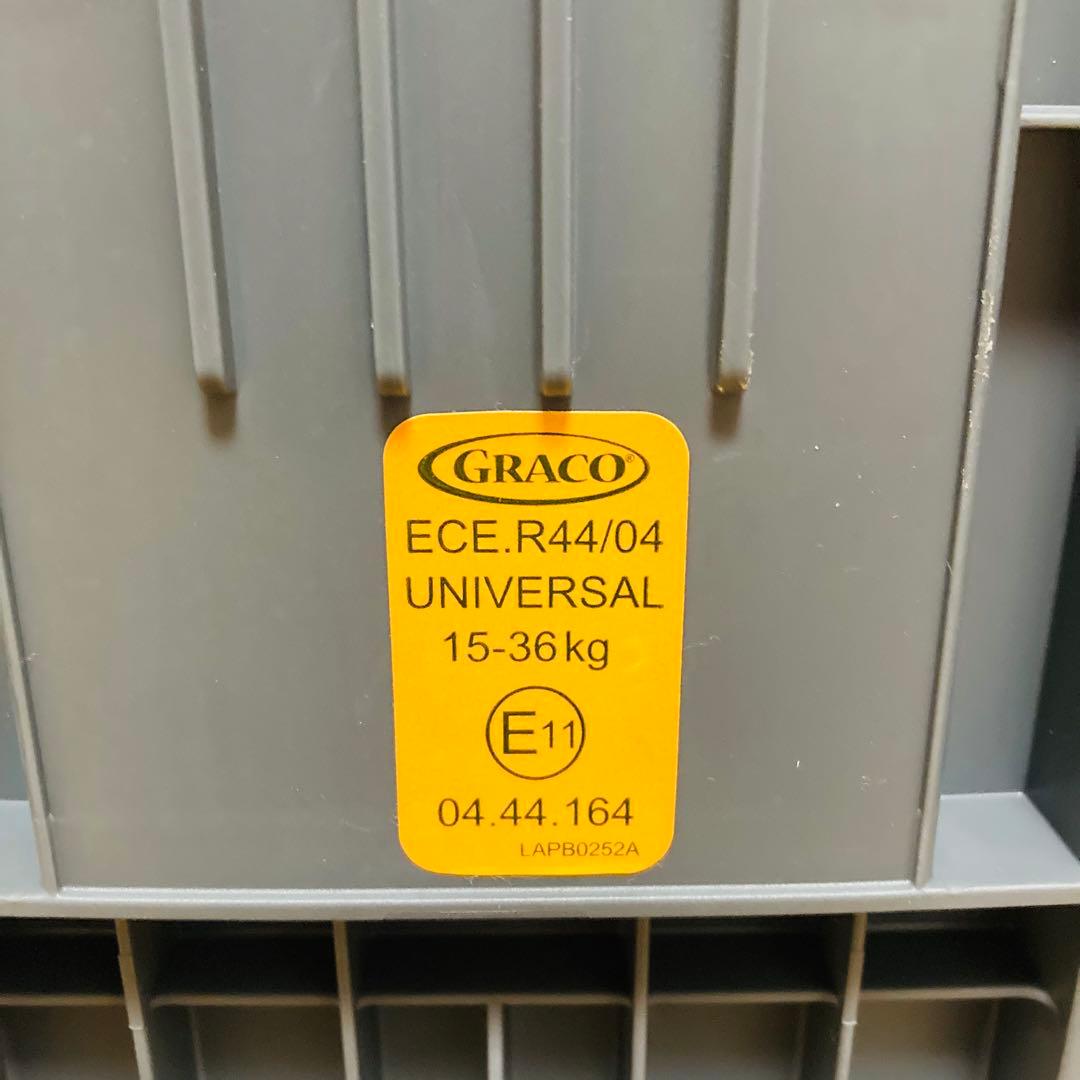 GRACO®
ECE.R44/04
UNIVERSAL
15-36kg
E11
04.44.164
LAPB0252A